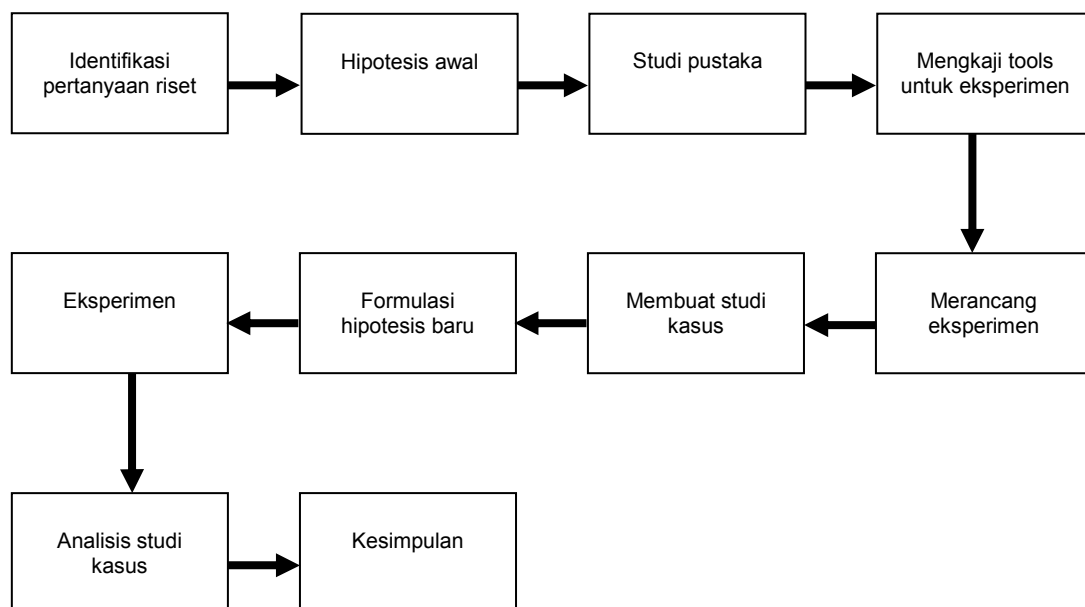 Identifikasi
pertanyaan riset
Hipotesis awal
Studi pustaka
Mengkaji tools
untuk eksperimen
Merancang
eksperimen
Membuat studi
kasus
Formulasi
hipotesis baru
Eksperimen
Analisis studi
kasus
Kesimpulan